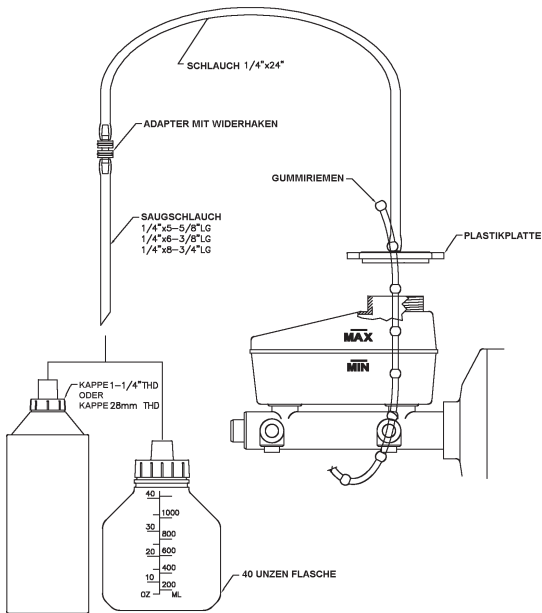 SCHLAUCH 1/4"x24"
ADAPTER MIT WIDERHAKEN
GUMMIRIEMEN
SAUGSCHLAUCH
1/4"x5-5/8"LG
1/4"x6-3/8"LG
1/4"x8-3/4"LG
PLASTIKPLATTE
MAX
MIN
KAPPE 1-1/4"THD
ODER
KAPPE 28mm THD
40
1000
30
800
20 600
400
10 200
OZ ML
40 UNZEN FLASCHE